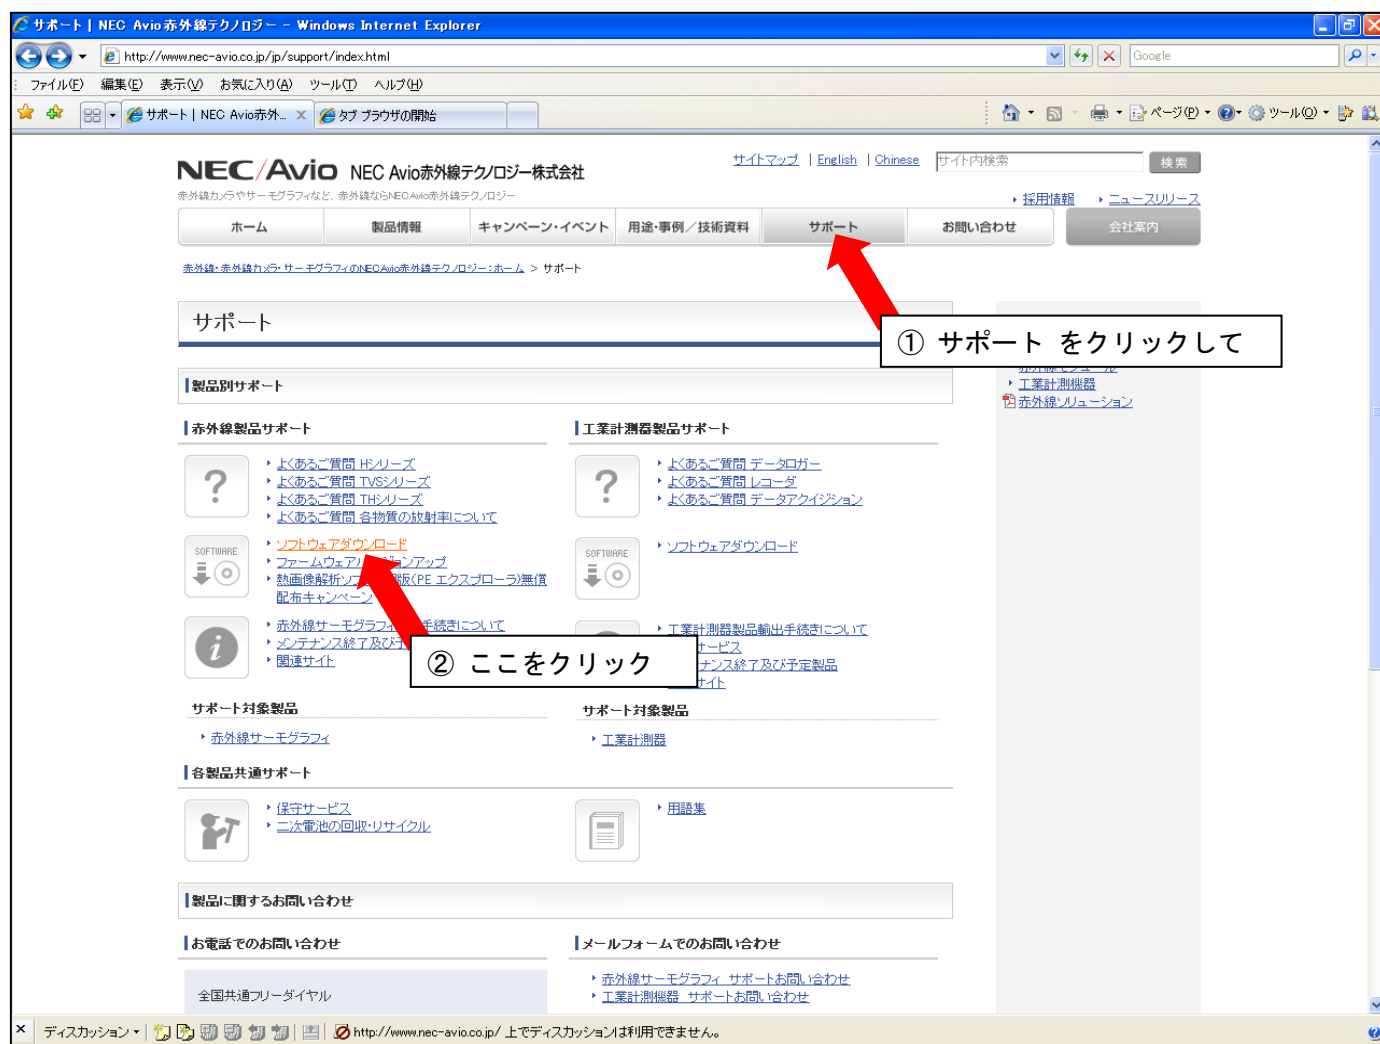 サポート | NEC Avio赤外線テクノロジー - Windows Internet Explorer
http://www.nec-avio.co.jp/jp/support/index.html
Google
ファイル(F) 編集(E) 表示(V) お気に入り(A) ツール(T) ヘルプ(H)
サポート | NEC Avio赤外... タブ ブラウザの開始
ページ(P) ツール(O)
サイトマップ | English | Chinese サイト内検索 検索
NEC/Avio NEC Avio赤外線テクノロジー株式会社
赤外線カメラやサーモグラフィなど、赤外線ならNEC Avio赤外線テクノロジー
採用情報 ニュースリリース
ホーム 製品情報 キャンペーン・イベント 用途・事例/技術資料 サポート お問い合わせ 会社案内
赤外線・赤外線カメラ・サーモグラフィのNEC Avio赤外線テクノロジー:ホーム > サポート
サポート
① サポート をクリックして
製品別サポート
工業計測機器
赤外線ソリューション
赤外線製品サポート
よくあるご質問 Hシリーズ
よくあるご質問 TVSシリーズ
よくあるご質問 THシリーズ
よくあるご質問 各物質の放射率について
SOFTWARE
ソフトウェアダウンロード
ファームウェアバージョンアップ
熱画像解析ソフト 版(PE エクスプローラ)無償
配布キャンペーン
赤外線サーモグラフィ 手続きについて
メンテナンス終了及び予
関連サイト
② ここをクリック
サポート対象製品
赤外線サーモグラフィ
工業計測器製品サポート
よくあるご質問 データロガー
よくあるご質問 レコーダ
よくあるご質問 データアクイジション
SOFTWARE
ソフトウェアダウンロード
工業計測器製品輸出手続きについて
サービス
ナンス終了及び予定製品
サイト
サポート対象製品
工業計測器
各製品共通サポート
保守サービス
二次電池の回収・リサイクル
用語集
製品に関するお問い合わせ
お電話でのお問い合わせ
全国共通フリーダイヤル
メールフォームでのお問い合わせ
赤外線サーモグラフィ サポートお問い合わせ
工業計測機器 サポートお問い合わせ
ディスカッション http://www.nec-avio.co.jp/ 上でディスカッションは利用できません。